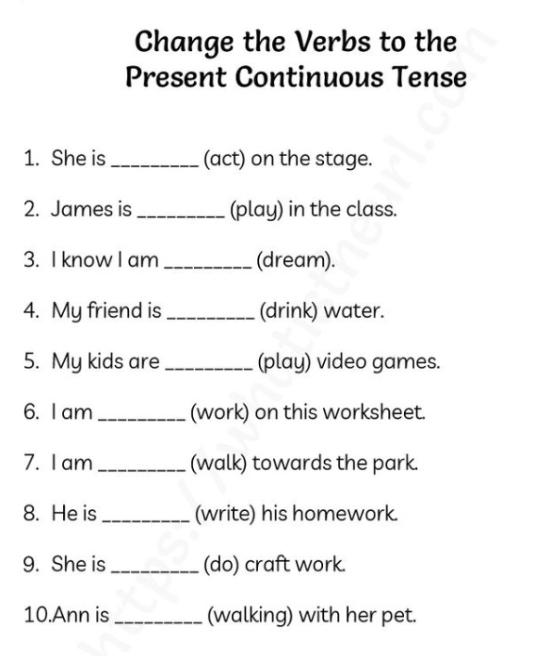 Change the Verbs to the
Present Continuous Tense
1. She is _________ (act) on the stage.
2. James is _________ (play) in the class.
3. I know I am _________ (dream).
4. My friend is _________ (drink) water.
5. My kids are _________ (play) video games.
6. I am _________ (work) on this worksheet.
7. I am _________ (walk) towards the park.
8. He is _________ (write) his homework.
9. She is _________ (do) craft work.
10.Ann is _________ (walking) with her pet.